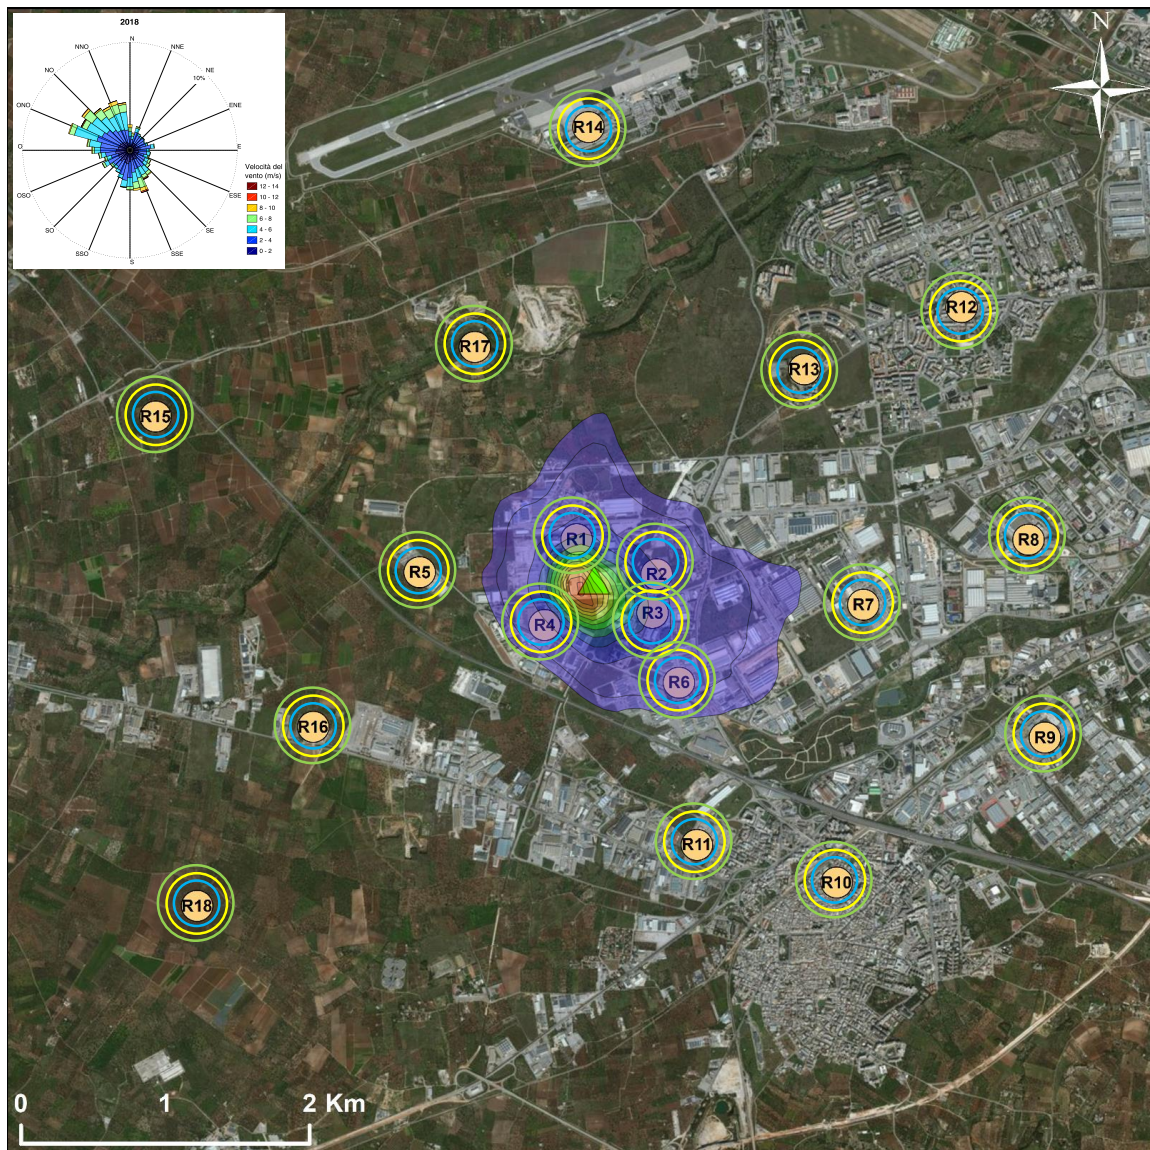 2018
N
NNO
NNE
NO
NE
10%
ONO
ENE
O
E
OSO
ESE
SO
SE
SSO
SSE
S
Velocità del
vento (m/s)
12 - 14
10 - 12
8 - 10
6 - 8
4 - 6
2 - 4
0 - 2
N
R14
R12
R17
R13
R15
R1
R8
R5
R2
R7
R3
R4
R6
R16
R9
R11
R10
R18
0 1 2 Km